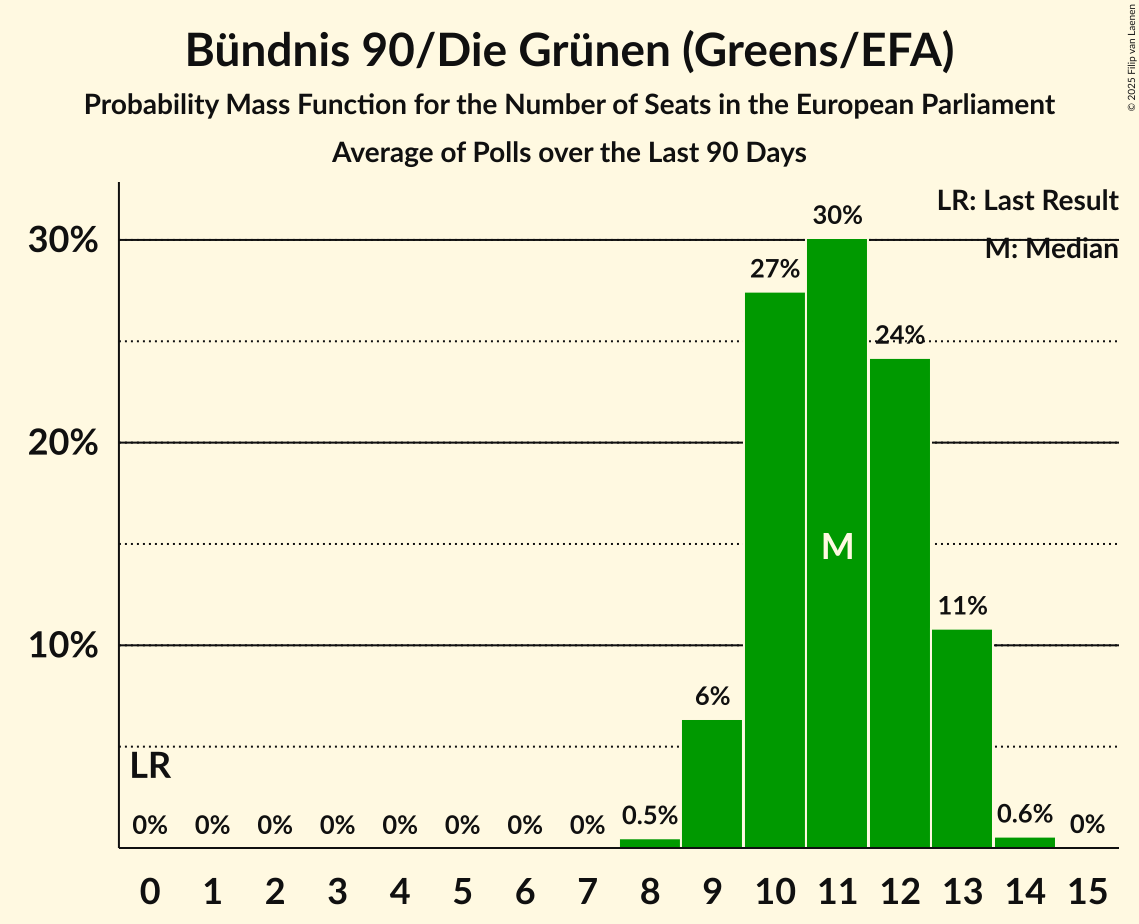 Bündnis 90/Die Grünen (Greens/EFA)
Probability Mass Function for the Number of Seats in the European Parliament
Average of Polls over the Last 90 Days
© 2025 Filip van Laenen
LR: Last Result
M: Median
30%
20%
10%
30%
27%
24%
M
11%
6%
LR
0% 0% 0% 0% 0% 0% 0% 0% 0.5% 0.6% 0%
0 1 2 3 4 5 6 7 8 9 10 11 12 13 14 15